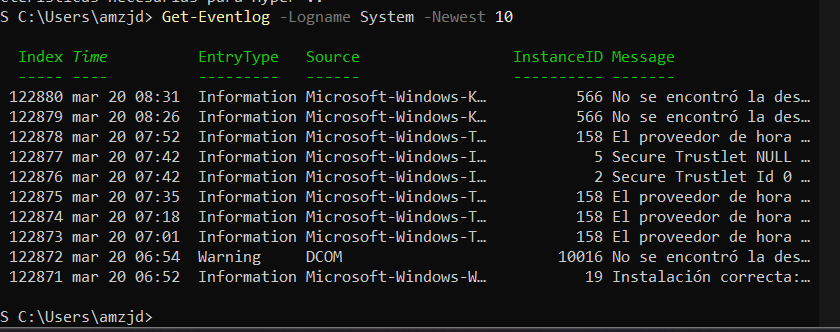 S C:\Users\amzjd> Get-Eventlog -Logname System -Newest 10
Index Time EntryType Source InstanceID Message
----- ---- --------- ------ ---------- -------
122880 mar 20 08:31 Information Microsoft-Windows-K… 566 No se encontró la des…
122879 mar 20 08:26 Information Microsoft-Windows-K… 566 No se encontró la des…
122878 mar 20 07:52 Information Microsoft-Windows-T… 158 El proveedor de hora …
122877 mar 20 07:42 Information Microsoft-Windows-I… 5 Secure Trustlet NULL …
122876 mar 20 07:42 Information Microsoft-Windows-I… 2 Secure Trustlet Id 0 …
122875 mar 20 07:35 Information Microsoft-Windows-T… 158 El proveedor de hora …
122874 mar 20 07:18 Information Microsoft-Windows-T… 158 El proveedor de hora …
122873 mar 20 07:01 Information Microsoft-Windows-T… 158 El proveedor de hora …
122872 mar 20 06:54 Warning DCOM 10016 No se encontró la des…
122871 mar 20 06:52 Information Microsoft-Windows-W… 19 Instalación correcta:…
S C:\Users\amzjd>